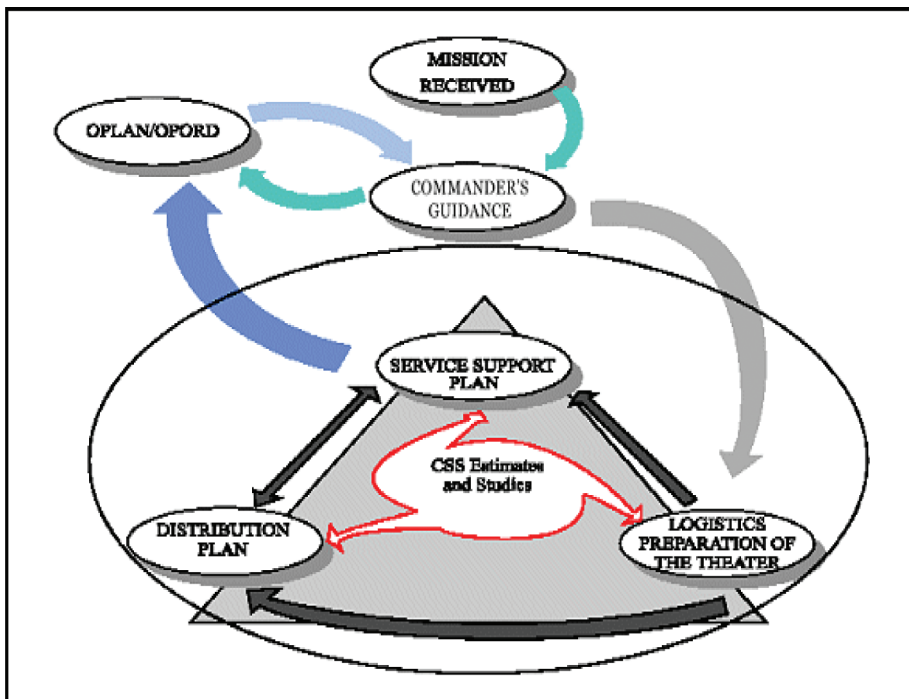 MISSION
RECEIVED
OPLAN/OPORD
COMMANDER'S
GUIDANCE
SERVICE SUPPORT
PLAN
CSS Estimates
and Studies
DISTRIBUTION
PLAN
LOGISTICS
PREPARATION OF
THE THEATER